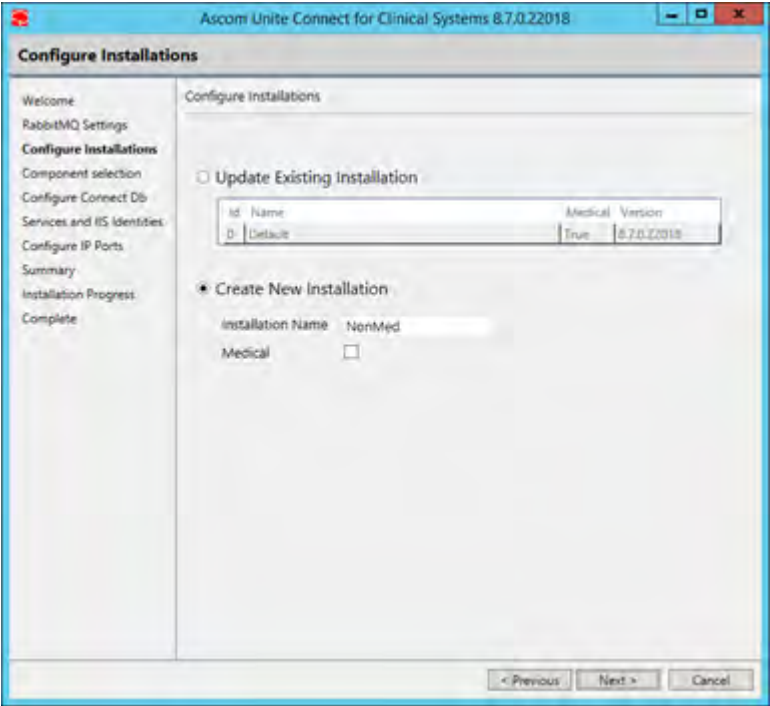 Ascom Unite Connect for Clinical Systems 8.7.0.22018
Configure Installations
Welcome
RabbitMQ Settings
Configure Installations
Component selection
Configure Connect Db
Services and IIS Identities
Configure IP Ports
Summary
Installation Progress
Complete
Configure Installations
Update Existing Installation
Id Name Medical Version
0 Default True 8.7.0.22018
Create New Installation
Installation Name NonMed
Medical
< Previous Next > Cancel